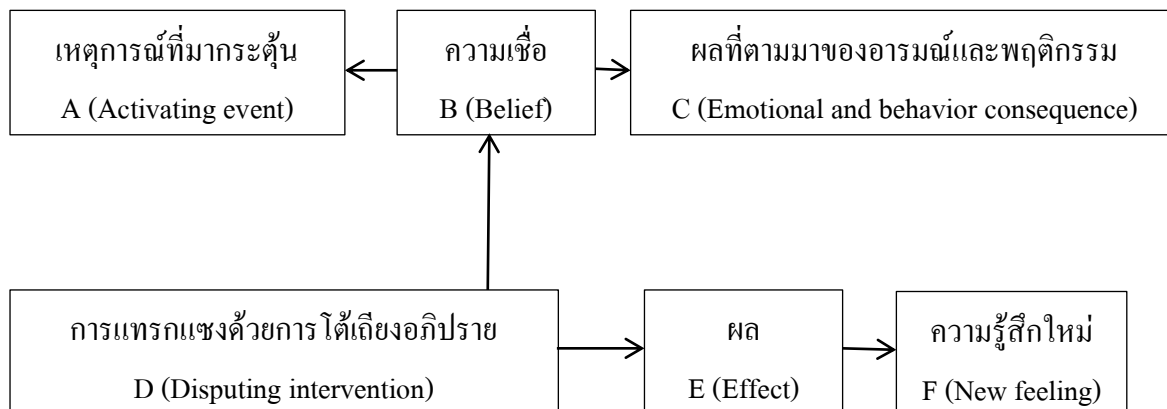 เหตุการณ์ที่มากระตุ้น
A (Activating event)
ความเชื่อ
B (Belief)
ผลที่ตามมาของอารมณ์และพฤติกรรม
C (Emotional and behavior consequence)
การแทรกแซงด้วยการโต้เถียงอภิปราย
D (Disputing intervention)
ผล
E (Effect)
ความรู้สึกใหม่
F (New feeling)